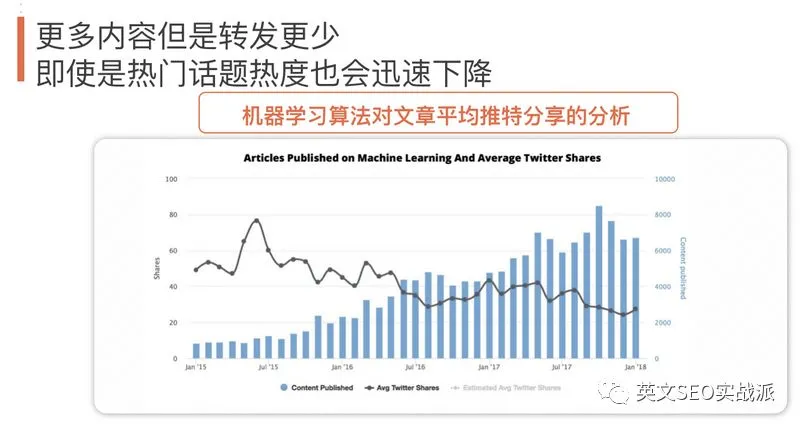 更多内容但是转发更少
即使是热门话题热度也会迅速下降
机器学习算法对文章平均推特分享的分析
Articles Published on Machine Learning And Average Twitter Shares
100
80
60
40
20
0
Shares
10000
8000
6000
4000
2000
0
Content published
Jan '15
Jul '15
Jan '16
Jul '16
Jan '17
Jul '17
Jan '18
Content Published
Avg Twitter Shares
Estimated Avg Twitter Shares
英文SEO实战派